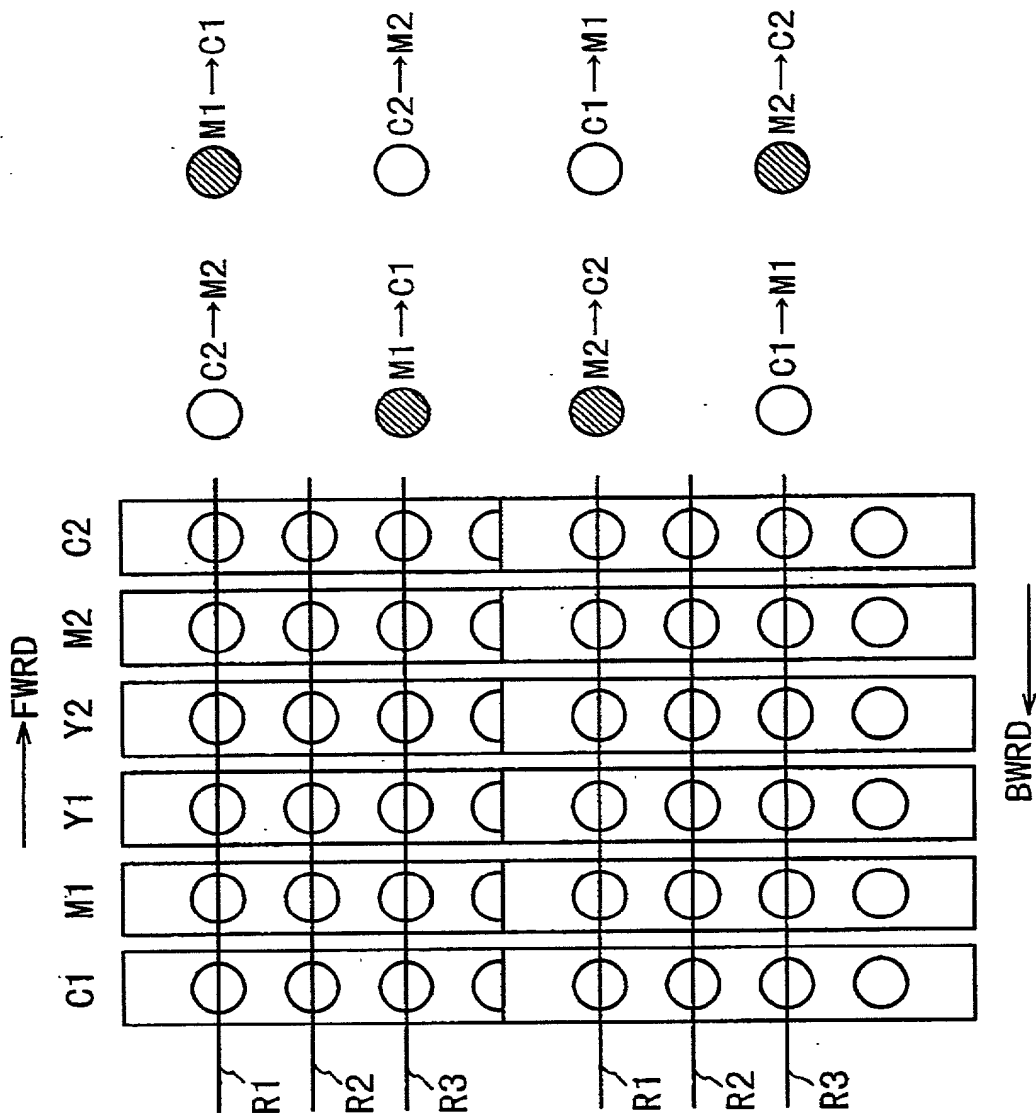 →FWRD
C1 M1 Y1 Y2 M2 C2
R1
C2→M2
M1→C1
R2
R3
M1→C1
C2→M2
R1
M2→C2
C1→M1
R2
R3
C1→M1
M2→C2
BWRD←